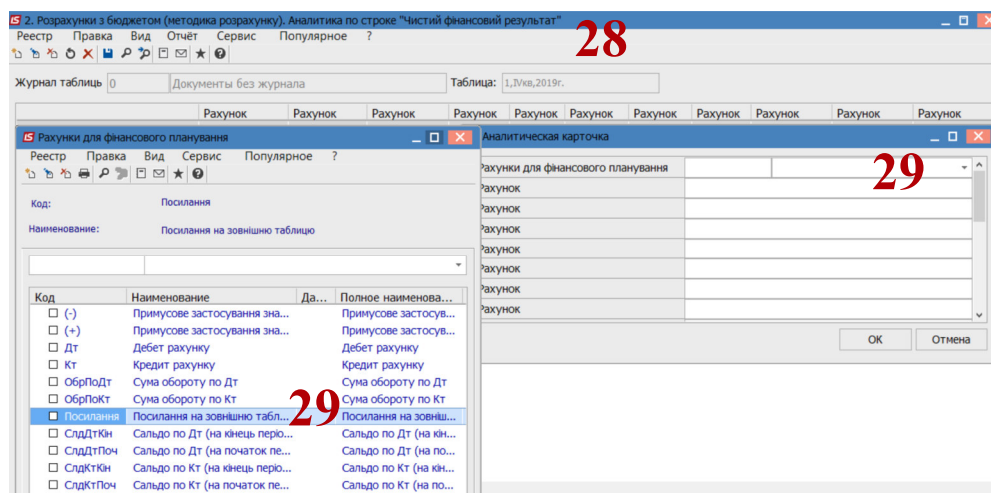 2. Розрахунки з бюджетом (методика розрахунку). Аналитика по строке "Чистий фінансовий результат"
28
Реестр Правка Вид Отчёт Сервис Популярное ?
Журнал таблиць 0 Документы без журнала Таблица: 1,IVкв,2019г.
Рахунок Рахунок Рахунок Рахунок Рахунок Рахунок Рахунок Рахунок Рахунок Рахунок Рахунок
Рахунки для фінансового планування
Реестр Правка Вид Сервис Популярное ?
Код: Посилання
Наименование: Посилання на зовнішню таблицю
Код Наименование Да... Полное наименова...
(-) Примусове застосування зна... Примусове застосув...
(+) Примусове застосування зна... Примусове застосув...
Дт Дебет рахунку Дебет рахунку
Кт Кредит рахунку Кредит рахунку
ОбрПоДт Сума обороту по Дт Сума обороту по Дт
ОбрПоКт Сума обороту по Кт Сума обороту по Кт
Посилання Посилання на зовнішню табл... Посилання на зовніш...
29
СлдДтКін Сальдо по Дт (на кінець періо... Сальдо по Дт (на кін...
СлдДтПоч Сальдо по Дт (на початок пе... Сальдо по Дт (на по...
СлдКтКін Сальдо по Кт (на кінець періо... Сальдо по Кт (на кін...
СлдКтПоч Сальдо по Кт (на початок пе... Сальдо по Кт (на по...
Аналитическая карточка
Рахунки для фінансового планування
29
Рахунок
Рахунок
Рахунок
Рахунок
Рахунок
Рахунок
Рахунок
ОК Отмена